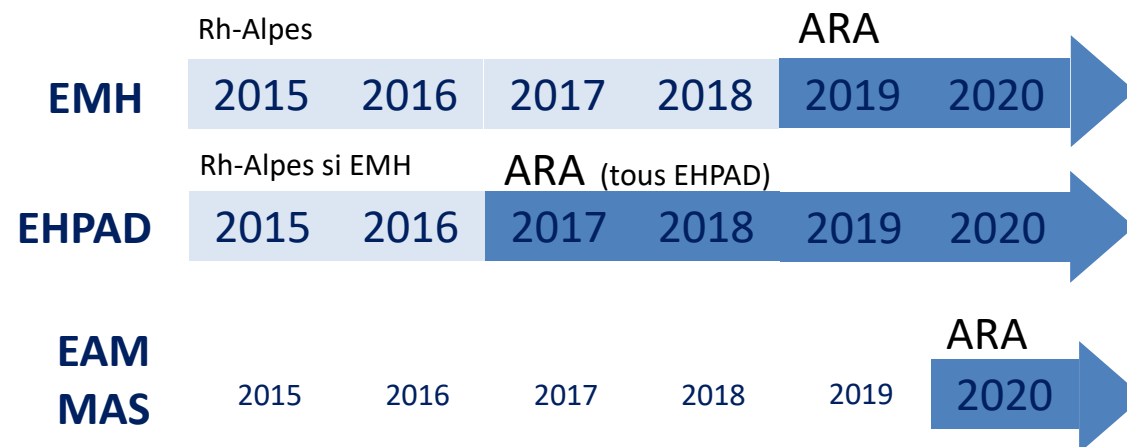 Rh-Alpes ARA
EMH 2015 2016 2017 2018 2019 2020
Rh-Alpes si EMH ARA (tous EHPAD)
EHPAD 2015 2016 2017 2018 2019 2020
ARA
EAM
MAS 2015 2016 2017 2018 2019 2020